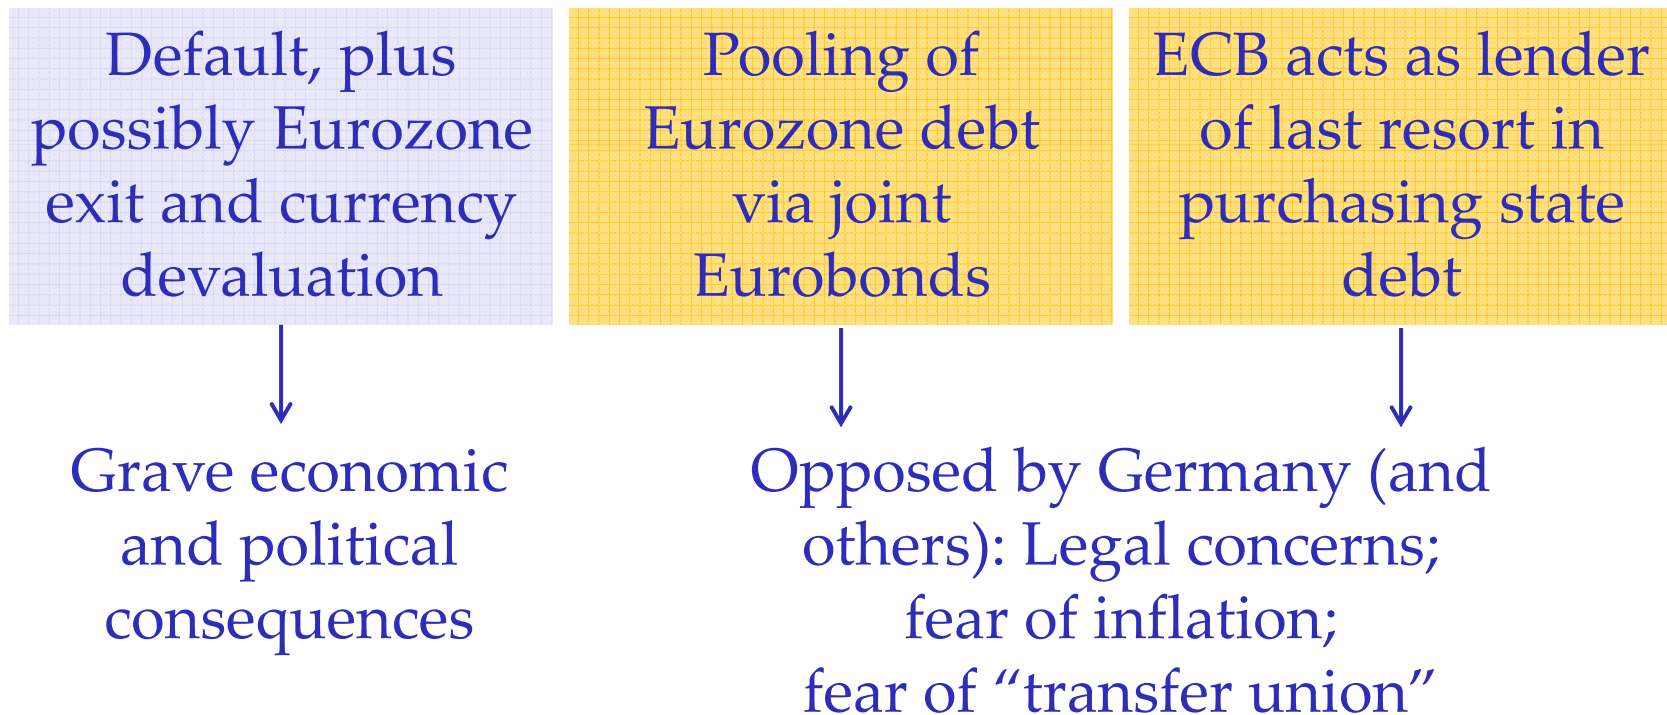 Default, plus
possibly Eurozone
exit and currency
devaluation
Pooling of
Eurozone debt
via joint
Eurobonds
ECB acts as lender
of last resort in
purchasing state
debt
Grave economic
and political
consequences
Opposed by Germany (and
others): Legal concerns;
fear of inflation;
fear of “transfer union”